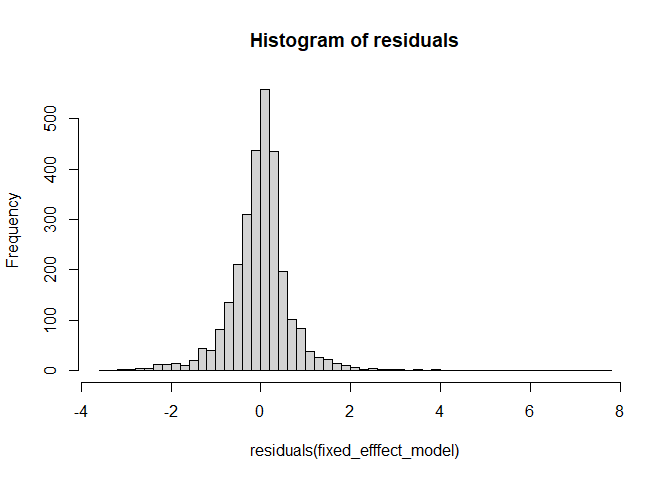 Histogram of residuals
Frequency
500
400
300
200
100
0
-4 -2 0 2 4 6 8
residuals(fixed_efffect_model)